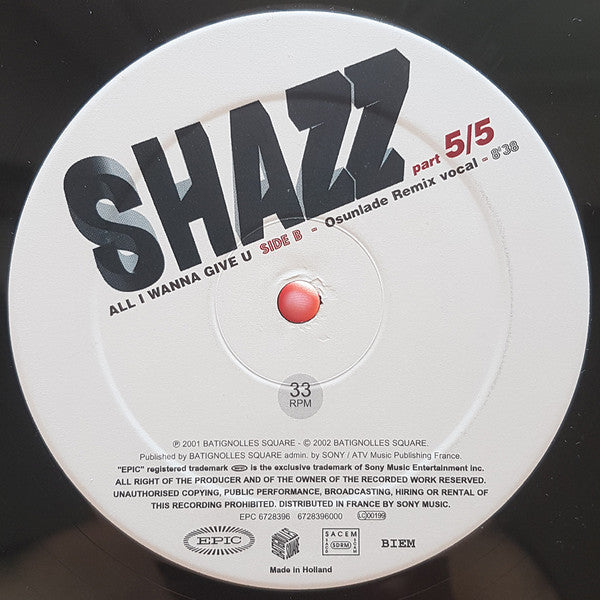 SHAZZ
part 5/5
ALL I WANNA GIVE U SIDE B - Osunlade Remix vocal - 8'38
33
RPM
℗ 2001 BATIGNOLLES SQUARE - © 2002 BATIGNOLLES SQUARE.
Published by BATIGNOLLES SQUARE admin. by SONY / ATV Music Publishing France.
"EPIC" registered trademark EPIC is the exclusive trademark of Sony Music Entertainment inc.
ALL RIGHT OF THE PRODUCER AND OF THE OWNER OF THE RECORDED WORK RESERVED.
UNAUTHORISED COPYING, PUBLIC PERFORMANCE, BROADCASTING, HIRING OR RENTAL OF
THIS RECORDING PROHIBITED. DISTRIBUTED IN FRANCE BY SONY MUSIC.
EPC 6728396 6728396000 LC00199
EPIC
SACEM
SDRM
BIEM
Made in Holland